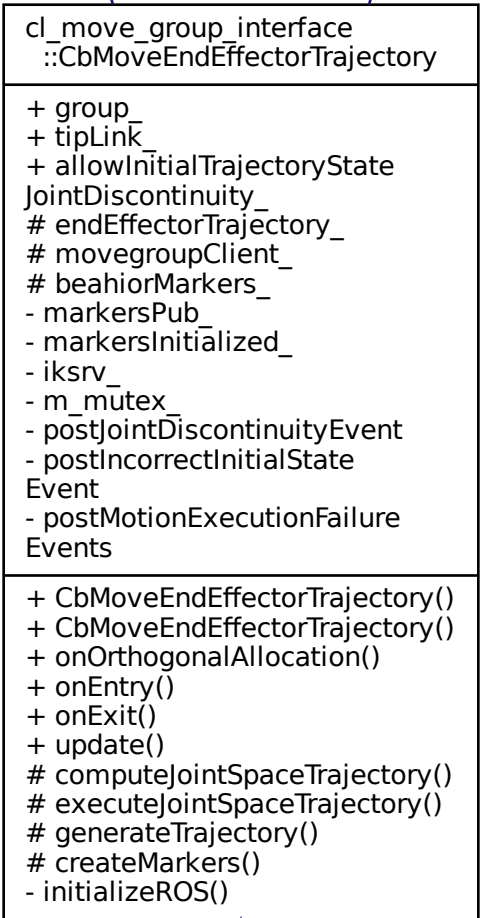 cl_move_group_interface
::CbMoveEndEffectorTrajectory
+ group_
+ tipLink_
+ allowInitialTrajectoryState
JointDiscontinuity_
# endEffectorTrajectory_
# movegroupClient_
# beahiorMarkers_
- markersPub_
- markersInitialized_
- iksrv_
- m_mutex_
- postJointDiscontinuityEvent
- postIncorrectInitialState
Event
- postMotionExecutionFailure
Events
+ CbMoveEndEffectorTrajectory()
+ CbMoveEndEffectorTrajectory()
+ onOrthogonalAllocation()
+ onEntry()
+ onExit()
+ update()
# computeJointSpaceTrajectory()
# executeJointSpaceTrajectory()
# generateTrajectory()
# createMarkers()
- initializeROS()